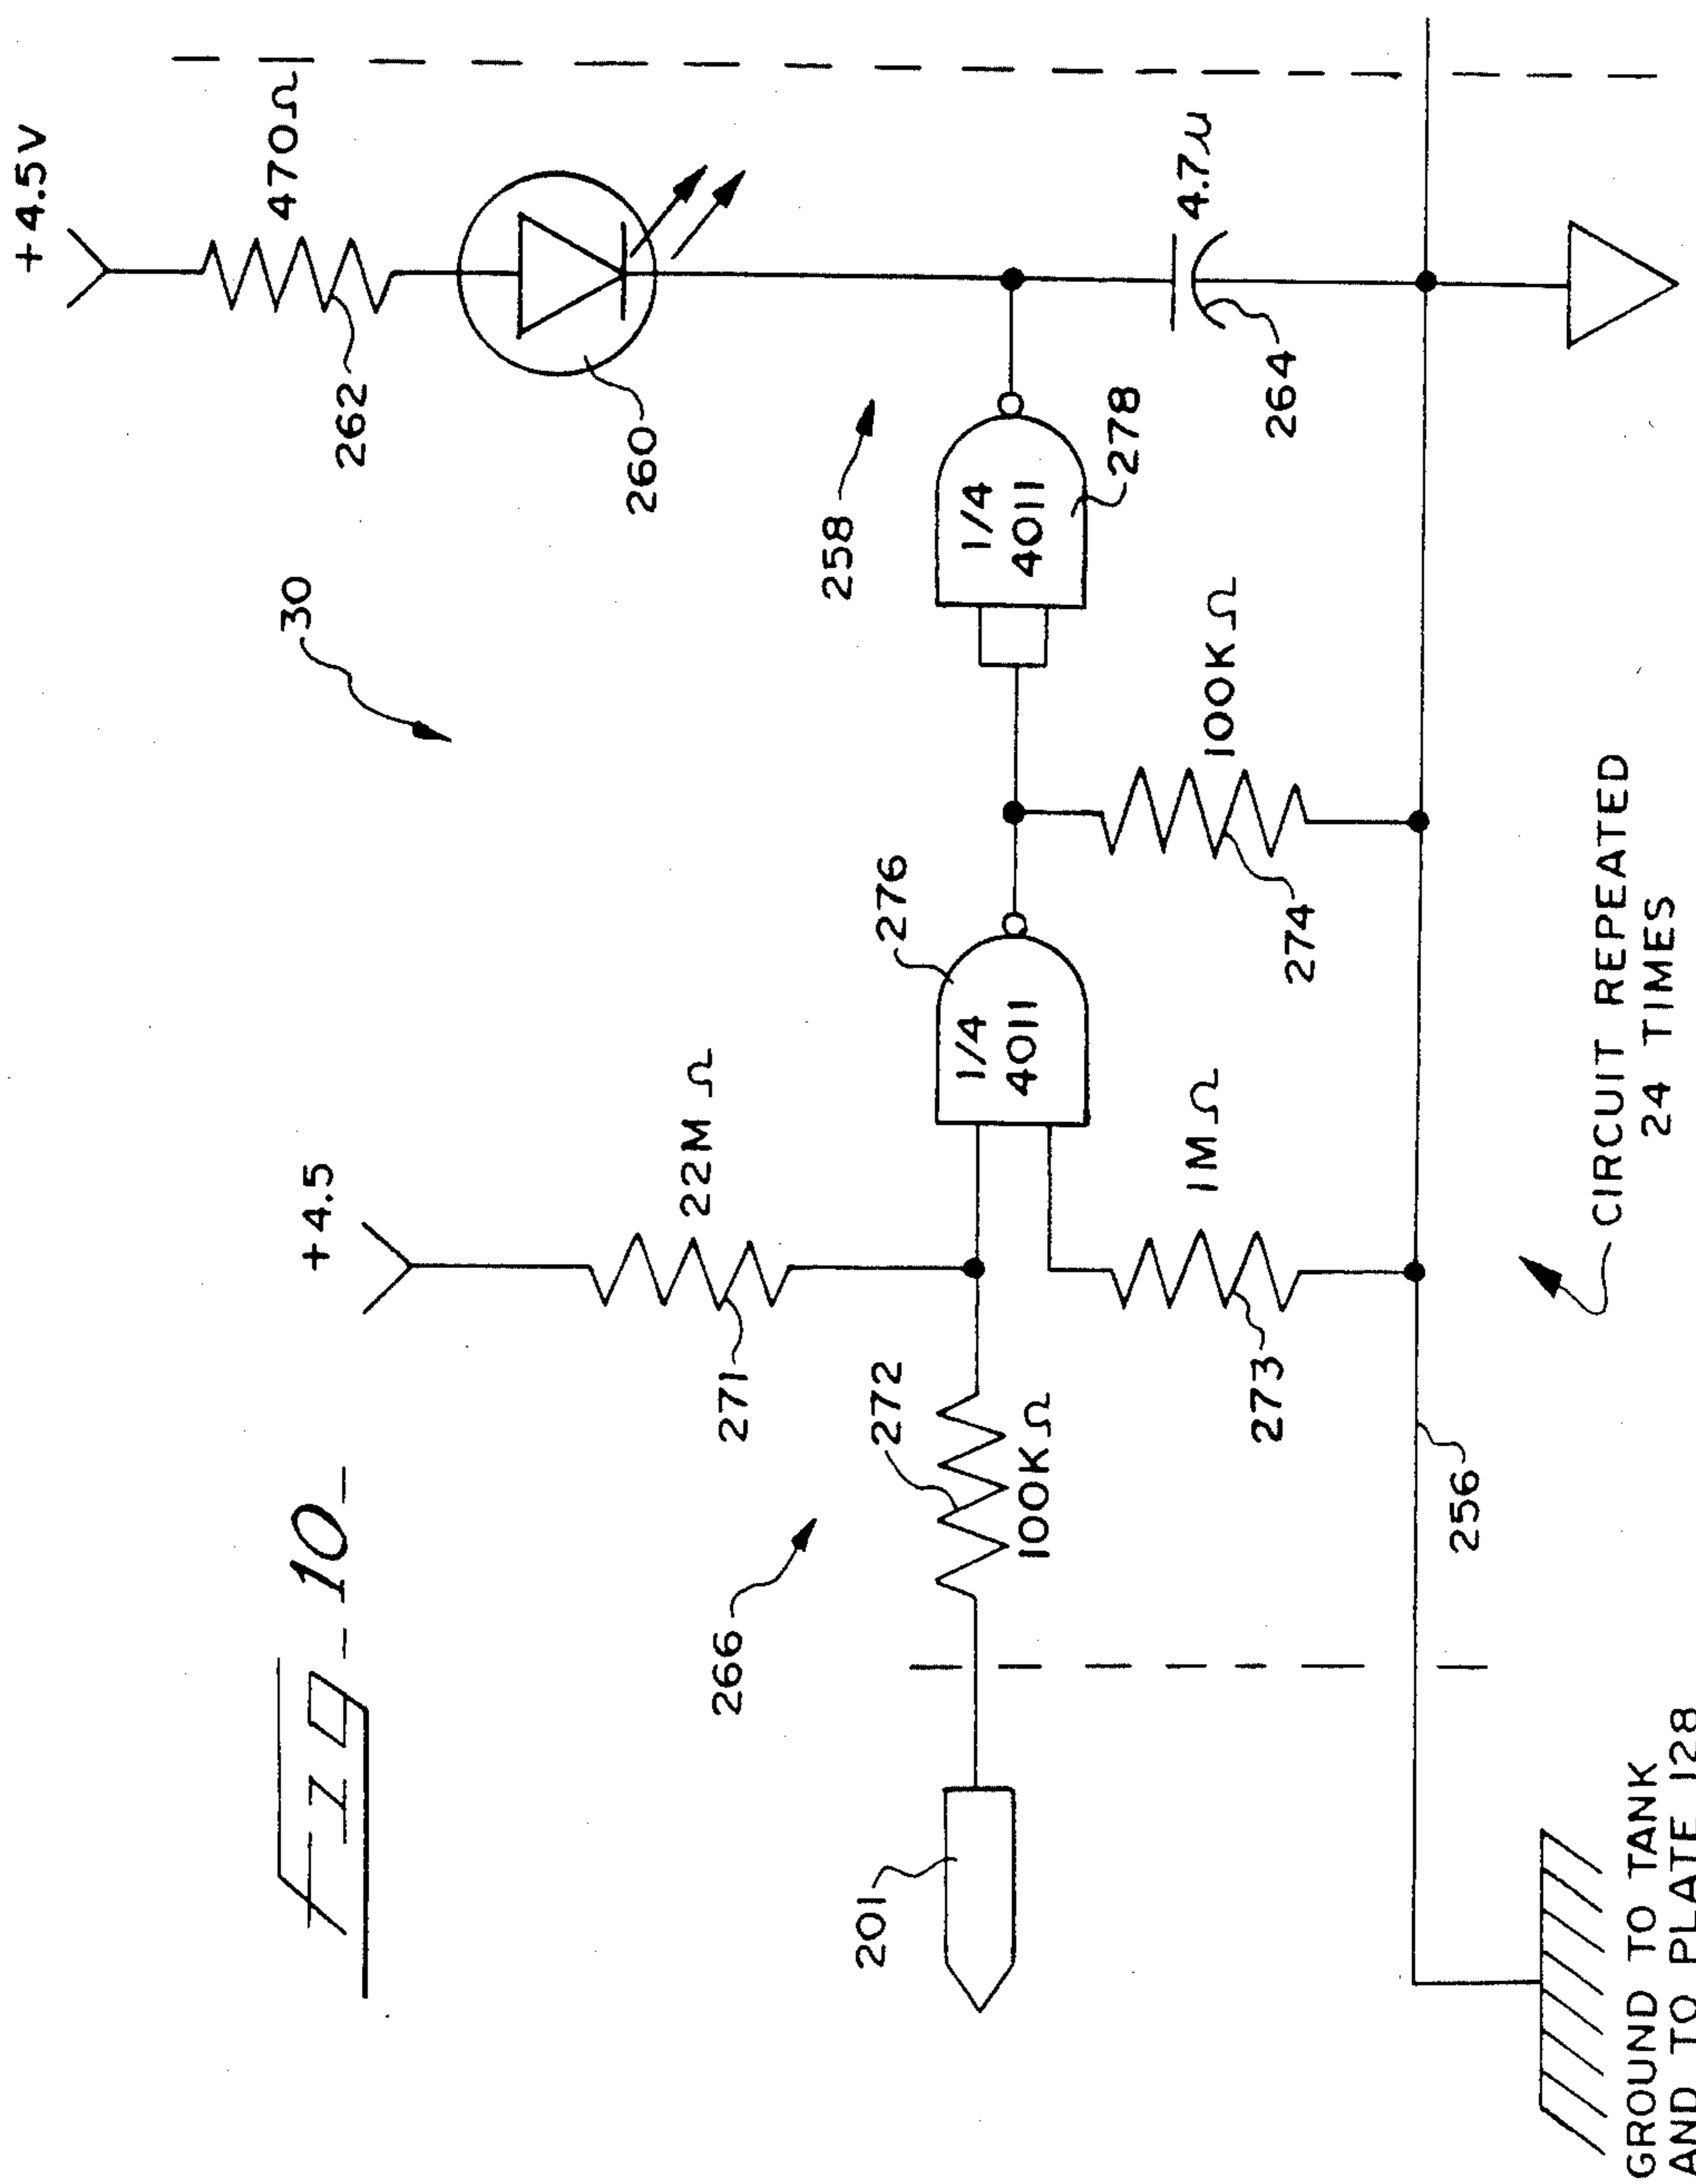 FIG-10-
+4.5V
470Ω
262
260
30
258
+4.5
22MΩ
271
276
1/4
4011
1/4
4011
278
4.7u
264
266
272
100KΩ
201
1MΩ
273
100KΩ
274
256
CIRCUIT REPEATED
24 TIMES
GROUND TO TANK
AND TO PLATE 128